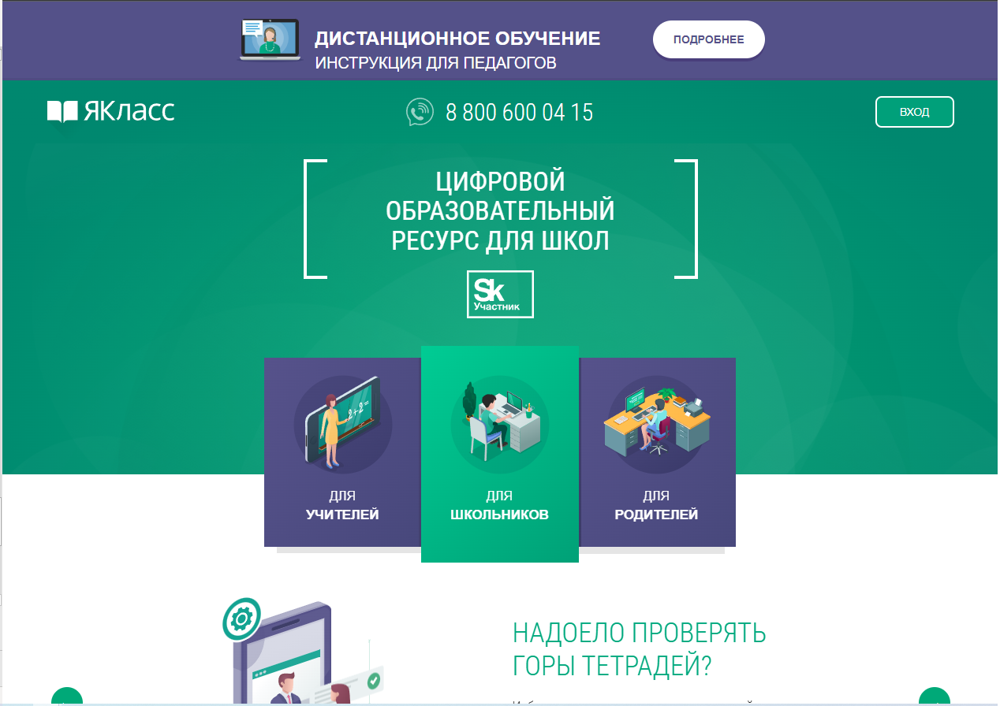 ДИСТАНЦИОННОЕ ОБУЧЕНИЕ
ИНСТРУКЦИЯ ДЛЯ ПЕДАГОГОВ
ПОДРОБНЕЕ
ЯКласс
8 800 600 04 15
ВХОД
ЦИФРОВОЙ
ОБРАЗОВАТЕЛЬНЫЙ
РЕСУРС ДЛЯ ШКОЛ
Sk
Участник
2+2=
ДЛЯ
УЧИТЕЛЕЙ
ДЛЯ
ШКОЛЬНИКОВ
ДЛЯ
РОДИТЕЛЕЙ
НАДОЕЛО ПРОВЕРЯТЬ
ГОРЫ ТЕТРАДЕЙ?